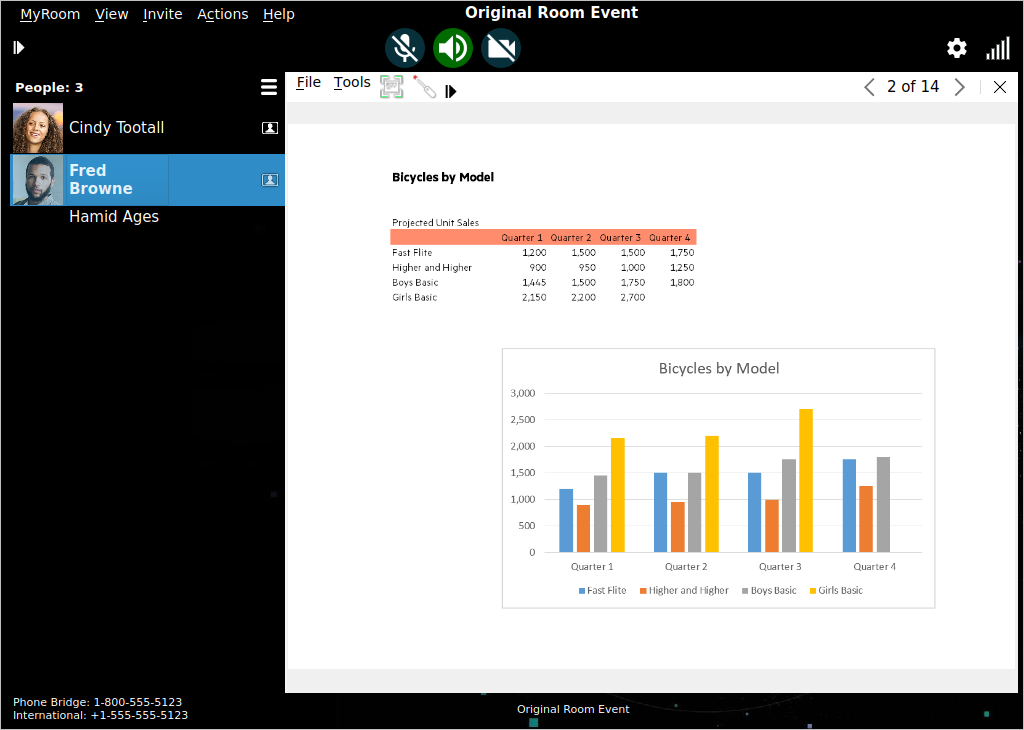 MyRoom View Invite Actions Help
Original Room Event
People: 3
Cindy Tootall
Fred
Browne
Hamid Ages
File Tools
2 of 14
Bicycles by Model
Projected Unit Sales
Quarter 1 Quarter 2 Quarter 3 Quarter 4
Fast Flite 1,200 1,500 1,500 1,750
Higher and Higher 900 950 1,000 1,250
Boys Basic 1,445 1,500 1,750 1,800
Girls Basic 2,150 2,200 2,700
Bicycles by Model
3,000
2,500
2,000
1,500
1,000
500
0
Quarter 1 Quarter 2 Quarter 3 Quarter 4
Fast Flite Higher and Higher Boys Basic Girls Basic
Phone Bridge: 1-800-555-5123
International: +1-555-555-5123
Original Room Event